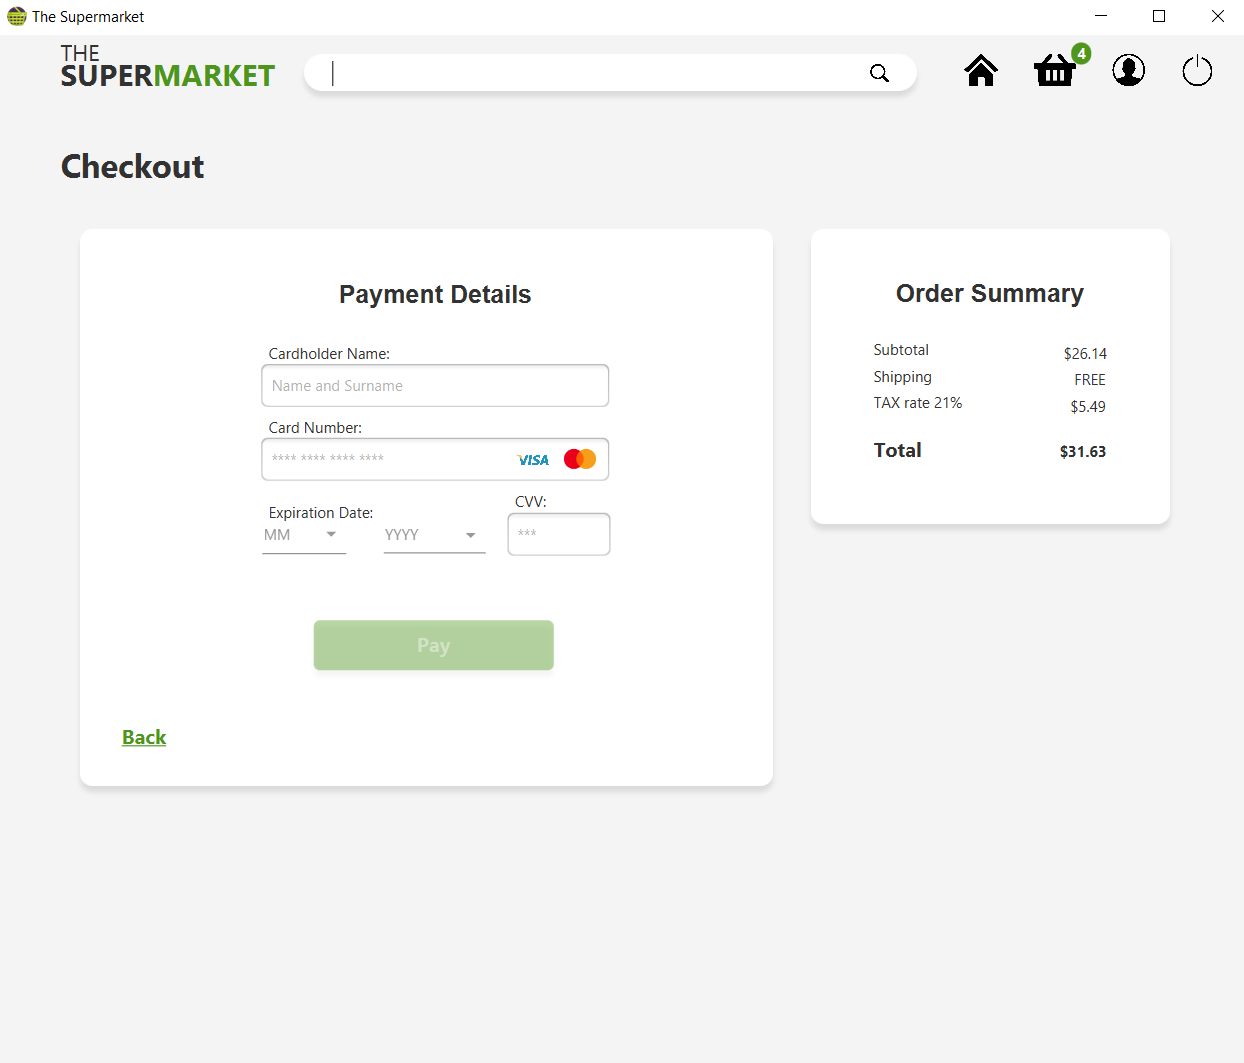 The Supermarket
THE
SUPERMARKET
4
Checkout
Payment Details
Cardholder Name:
Name and Surname
Card Number:
**** **** **** ****
VISA
Expiration Date:
CVV:
MM
YYYY
***
Pay
Back
Order Summary
Subtotal $26.14
Shipping FREE
TAX rate 21% $5.49
Total $31.63